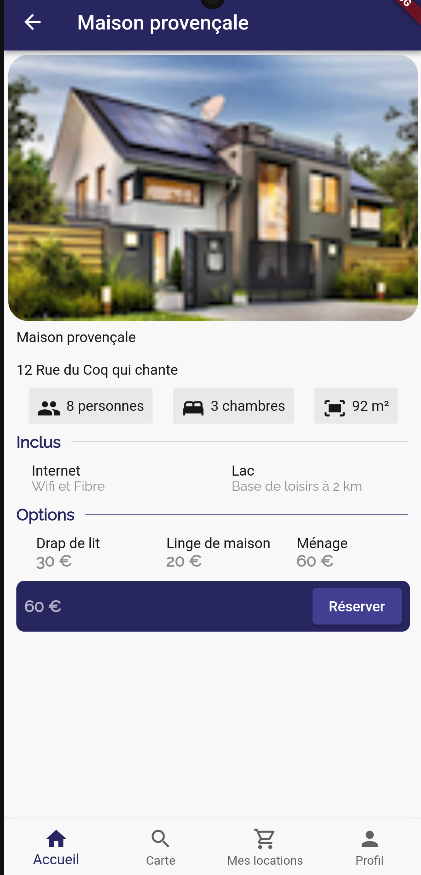 Maison provençale
Maison provençale
12 Rue du Coq qui chante
8 personnes 3 chambres 92 m²
Inclus
Internet Lac
Wifi et Fibre Base de loisirs à 2 km
Options
Drap de lit Linge de maison Ménage
30 € 20 € 60 €
60 € Réserver
Accueil Carte Mes locations Profil